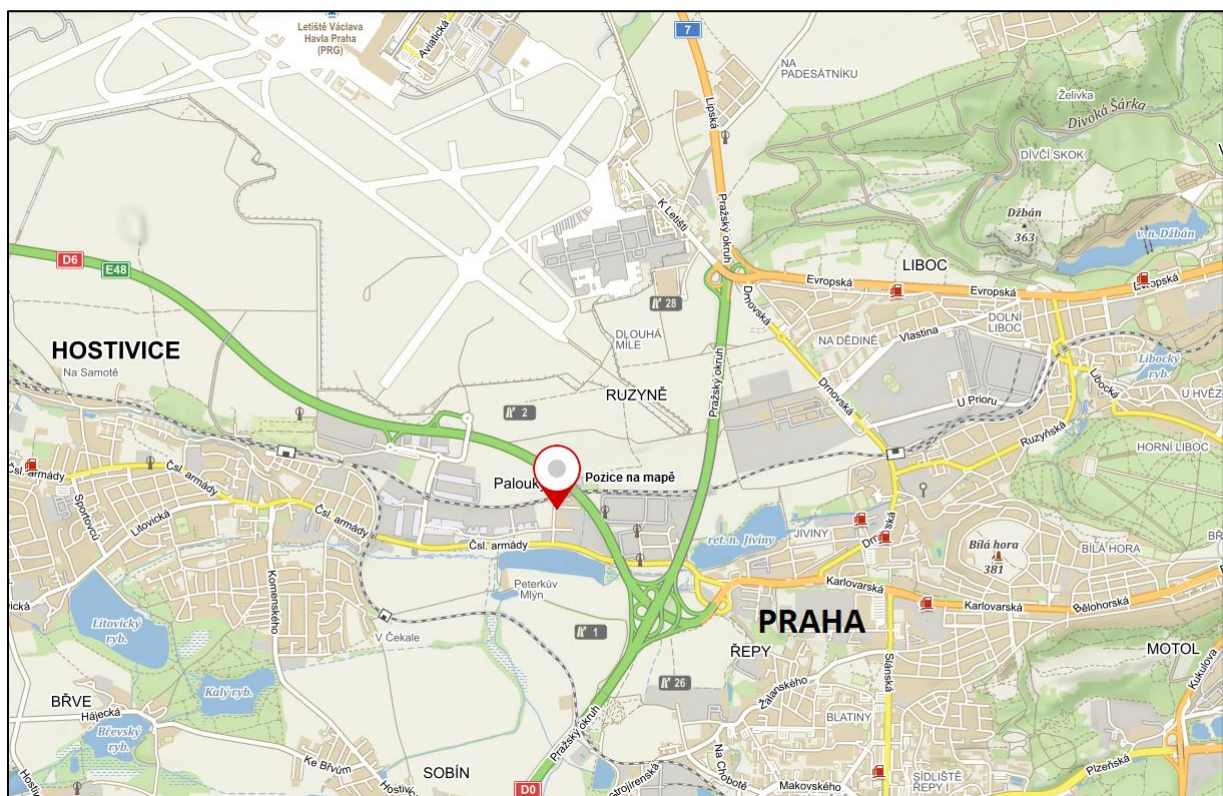 Letiště Václava
Havla Praha
(PRG)
Aviatická
7
NA
PADESÁTNÍKU
Lipská
Želivka
Divoká Šárka
DÍVČÍ SKOK
K Letišti
Pražský okruh
Džbán
363
v. n. Džbán
D6
E48
LIBOC
Evropská
Evropská
Evropská
28
Drnovská
DOLNÍ
LIBOC
Vlastina
NA DĚDINĚ
DLOUHÁ
MÍLE
Pražský okruh
HOSTIVICE
Na Samotě
Libocký
ryb.
Libocká
RUZYNĚ
Drnovská
U Prioru
U HVĚZ
2
Ruzyňská
HORNÍ LIBOC
Čsl. armády
Čsl. armády
Palouky
Pozice na mapě
Sportovců
Litovická
Čsl. armády
Čsl. armády
ret. n. Jiviny
JIVINY
Drnovská
Bílá hora
381
BÍLÁ HORA
Peterkův
Mlýn
Karlovarská
Karlovarská
Bělohorská
Komenského
Litovický
ryb.
V Čekale
1
PRAHA
ŘEPY
Slánská
MOTOL
Kukulova
Kalý ryb.
26
Žalanského
BŘVE
Hájecká
Břevský
ryb.
BLATINY
Pražský okruh
Ke Břvům
Na Chobotě
SOBÍN
Plzeňská
D0
Makovského
SÍDLIŠTĚ
ŘEPY I